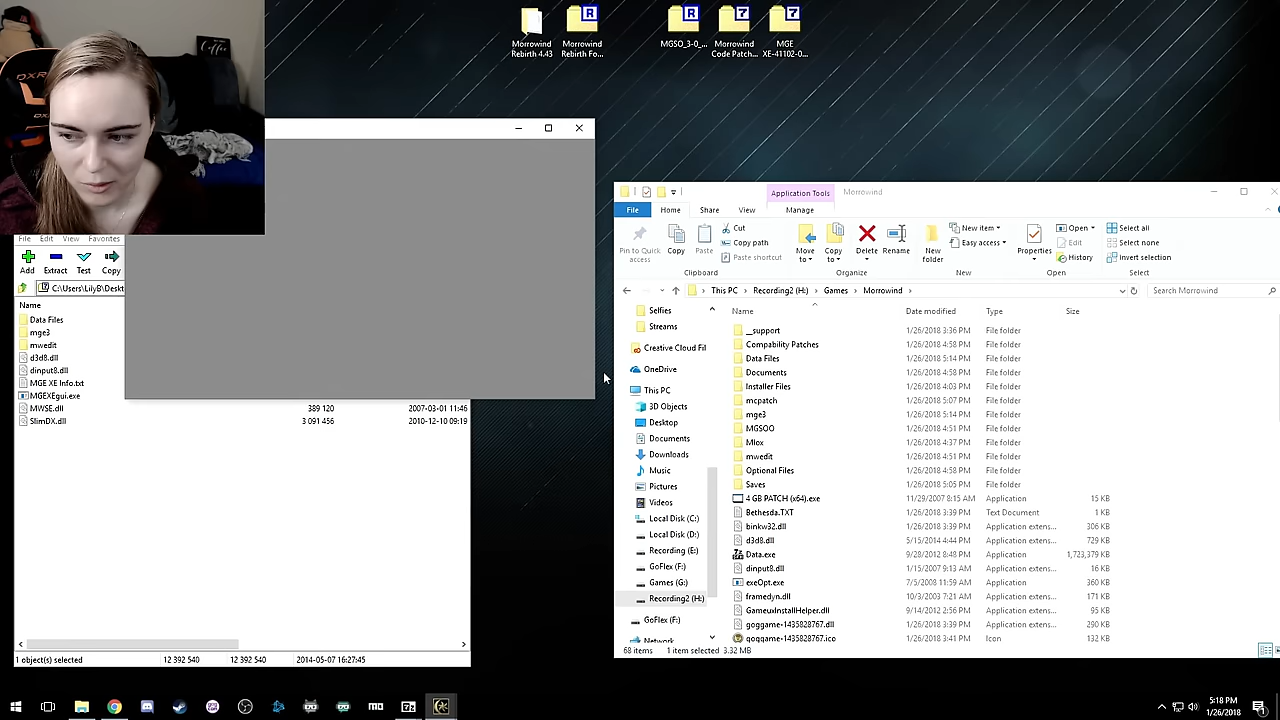 Coffee
DXR
DXR
R
R
7
7
Morrowind
Rebirth 4.43
Morrowind
Rebirth Fo...
MGSO_3-0_...
Morrowind
Code Patch...
MGE
XE-41102-0...
File Edit View Favorites
Add Extract Test Copy
C:\Users\LilyB\Deskt
Name
Data Files
mge3
mwedit
d3d8.dll
dinput8.dll
MGE XE Info.txt
MGEXEgui.exe
MWSE.dll 389 120 2007-03-01 11:46
SlimDX.dll 3 091 456 2010-12-10 09:19
1 object(s) selected 12 392 540 12 392 540 2014-05-07 16:27:45
Application Tools Morrowind
File Home Share View Manage
Pin to Quick
access
Copy
Paste
Cut
Copy path
Paste shortcut
Move
to
Copy
to
Delete
Rename
New
folder
New item
Easy access
Properties
Open
Edit
History
Select all
Select none
Invert selection
Clipboard Organize New Open Select
This PC Recording2 (H:) Games Morrowind
Search Morrowind
Selfies
Streams
Creative Cloud Fil
OneDrive
This PC
3D Objects
Desktop
Documents
Downloads
Music
Pictures
Videos
Local Disk (C:)
Local Disk (D:)
Recording (E:)
GoFlex (F:)
Games (G:)
Recording2 (H:)
GoFlex (F:)
Network
Name Date modified Type Size
__support 1/26/2018 3:36 PM File folder
Compability Patches 1/26/2018 4:58 PM File folder
Data Files 1/26/2018 5:14 PM File folder
Documents 1/26/2018 4:58 PM File folder
Installer Files 1/26/2018 4:03 PM File folder
mcpatch 1/26/2018 5:07 PM File folder
mge3 1/26/2018 5:14 PM File folder
MGSOO 1/26/2018 4:51 PM File folder
Mlox 1/26/2018 4:37 PM File folder
mwedit 1/26/2018 4:51 PM File folder
Optional Files 1/26/2018 4:58 PM File folder
Saves 1/26/2018 5:05 PM File folder
4 GB PATCH (x64).exe 11/29/2007 8:15 AM Application 15 KB
Bethesda.TXT 1/26/2018 3:39 PM Text Document 1 KB
binkw32.dll 1/26/2018 3:39 PM Application extens... 306 KB
d3d8.dll 5/15/2014 4:44 PM Application extens... 729 KB
Data.exe 9/28/2012 8:48 PM Application 1,723,379 KB
dinput8.dll 1/15/2007 9:13 AM Application extens... 16 KB
exeOpt.exe 7/5/2008 11:59 AM Application 360 KB
framedyn.dll 10/3/2003 7:21 AM Application extens... 171 KB
GameuxInstallHelper.dll 9/14/2012 2:56 PM Application extens... 95 KB
goggame-1435828767.dll 1/26/2018 3:39 PM Application extens... 290 KB
goggame-1435828767.ico 1/26/2018 3:41 PM Icon 132 KB
68 items 1 item selected 3.32 MB
5:18 PM
1/26/2018